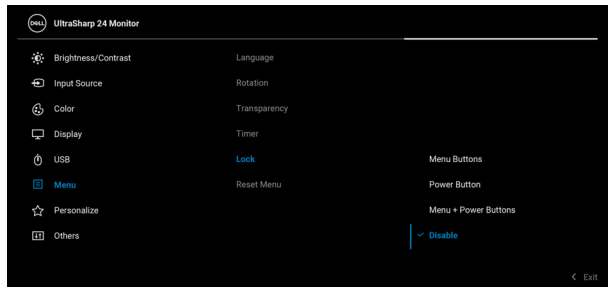 DELL UltraSharp 24 Monitor
Brightness/Contrast Language
Input Source Rotation
Color Transparency
Display Timer
USB Lock Menu Buttons
Menu Reset Menu Power Button
Personalize Menu + Power Buttons
Others Disable
Exit